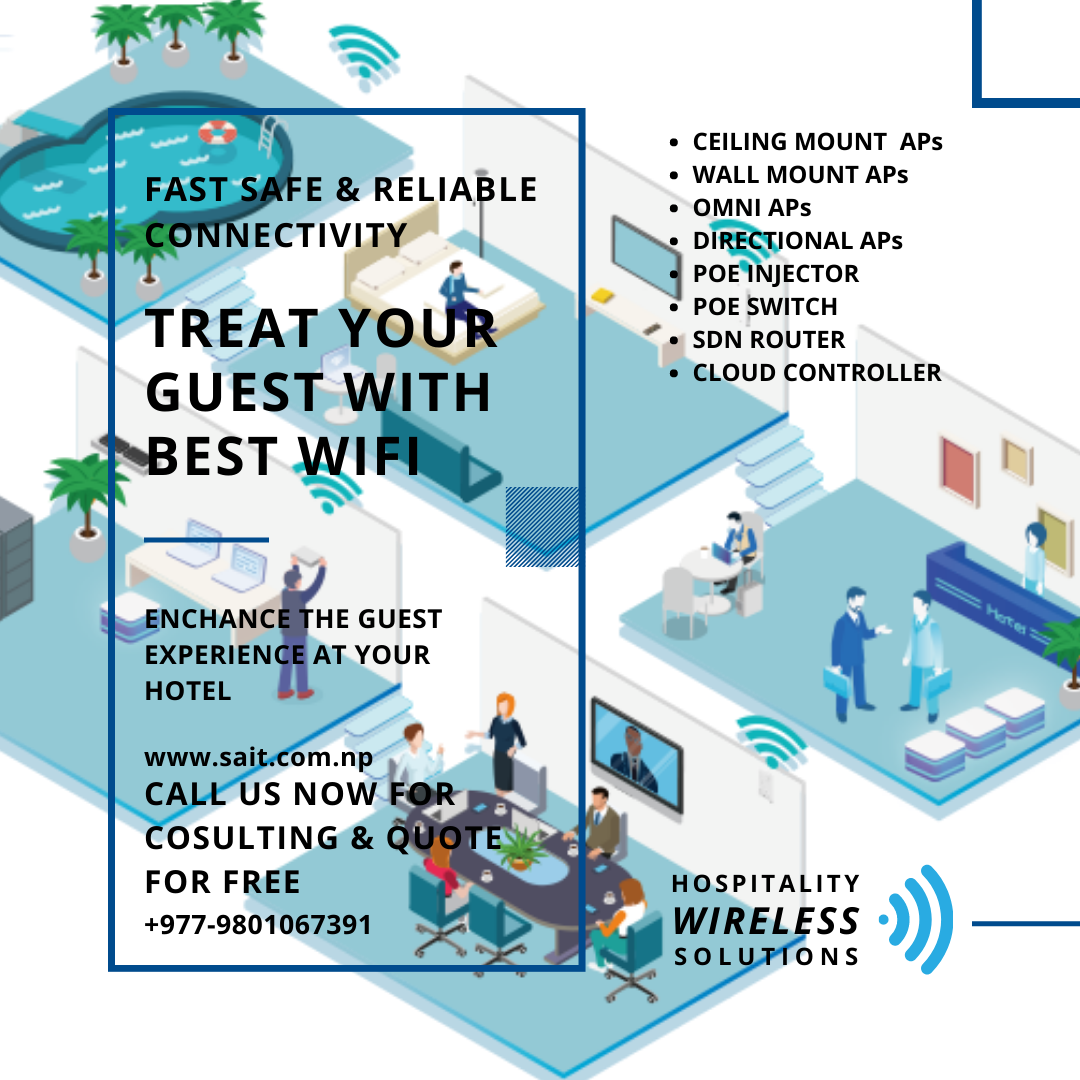 FAST SAFE & RELIABLE
CONNECTIVITY
TREAT YOUR
GUEST WITH
BEST WIFI
ENCHANCE THE GUEST
EXPERIENCE AT YOUR
HOTEL
www.sait.com.np
CALL US NOW FOR
COSULTING & QUOTE
FOR FREE
+977-9801067391
• CEILING MOUNT APs
• WALL MOUNT APs
• OMNI APs
• DIRECTIONAL APs
• POE INJECTOR
• POE SWITCH
• SDN ROUTER
• CLOUD CONTROLLER
Hotel
HOSPITALITY
WIRELESS
SOLUTIONS